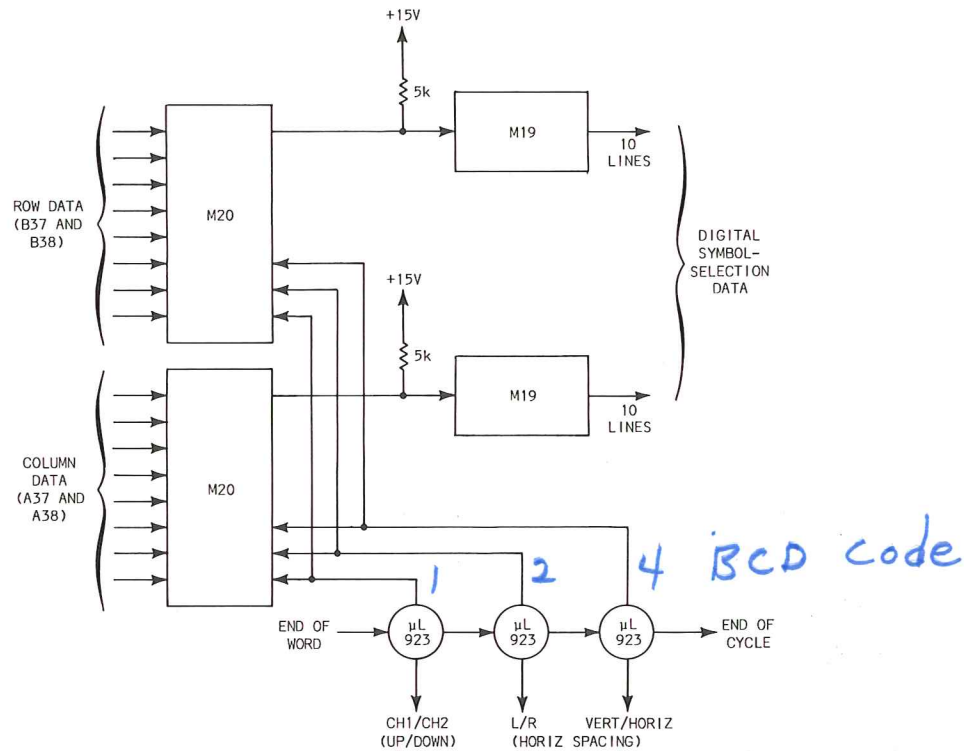 +15V
5k
M19
10
LINES
ROW DATA
(B37 AND
B38)
M20
DIGITAL
SYMBOL-
SELECTION
DATA
+15V
5k
M19
10
LINES
COLUMN
DATA
(A37 AND
A38)
M20
1 2 4 BCD Code
END OF
WORD
μL
923
μL
923
μL
923
END OF
CYCLE
CH1/CH2
(UP/DOWN)
L/R
(HORIZ SPACING)
VERT/HORIZ